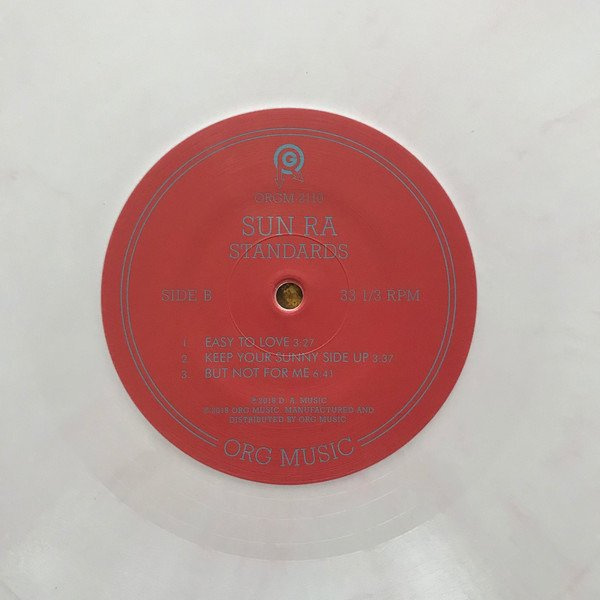 ORGM-2110
SUN RA
STANDARDS
SIDE B 33 1/3 RPM
1. EASY TO LOVE 3:27
2. KEEP YOUR SUNNY SIDE UP 3:37
3. BUT NOT FOR ME 6:41
℗2018 D. A. MUSIC
©2018 ORG MUSIC MANUFACTURED AND
DISTRIBUTED BY ORG MUSIC
ORG MUSIC